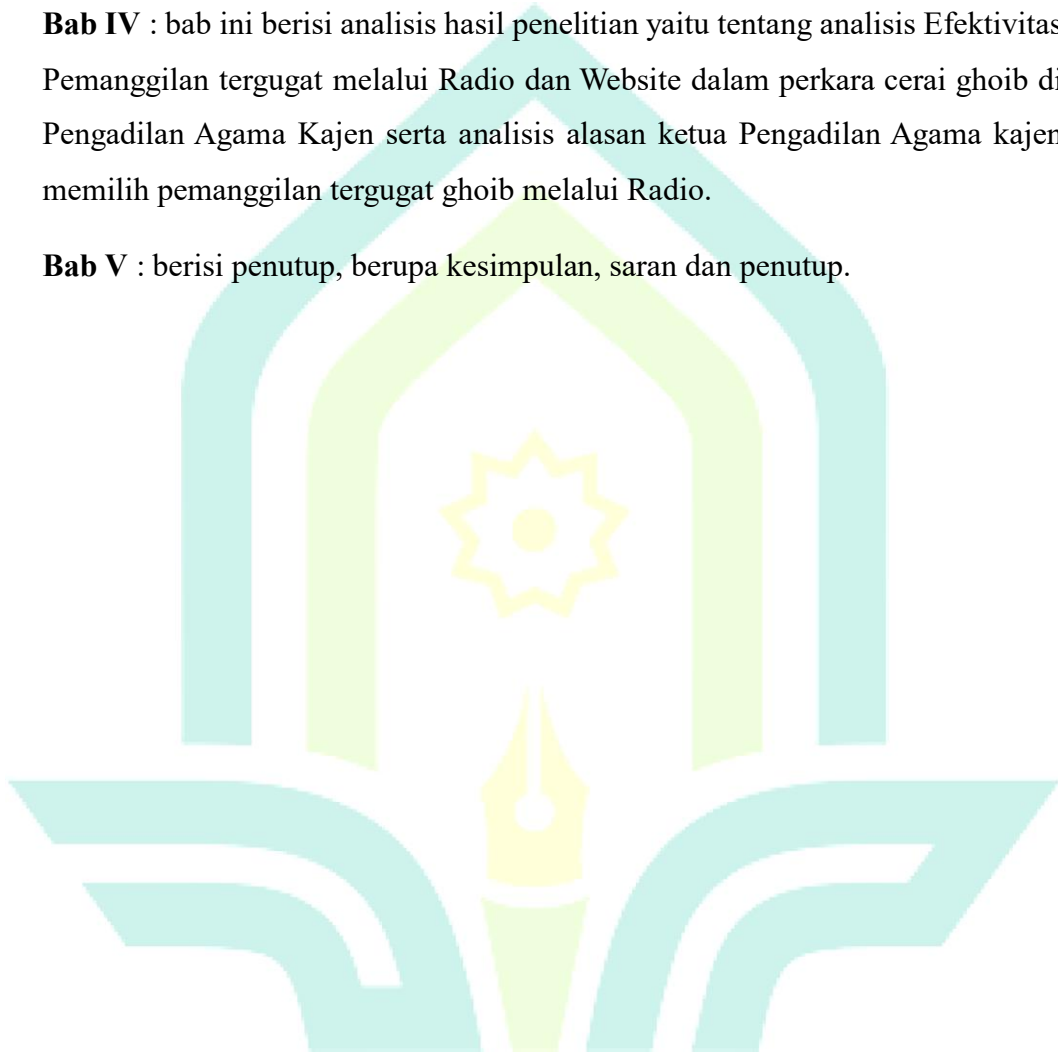 Bab IV : bab ini berisi analisis hasil penelitian yaitu tentang analisis Efektivitas
Pemanggilan tergugat melalui Radio dan Website dalam perkara cerai ghoib di
Pengadilan Agama Kajen serta analisis alasan ketua Pengadilan Agama kajen
memilih pemanggilan tergugat ghoib melalui Radio.
Bab V : berisi penutup, berupa kesimpulan, saran dan penutup.